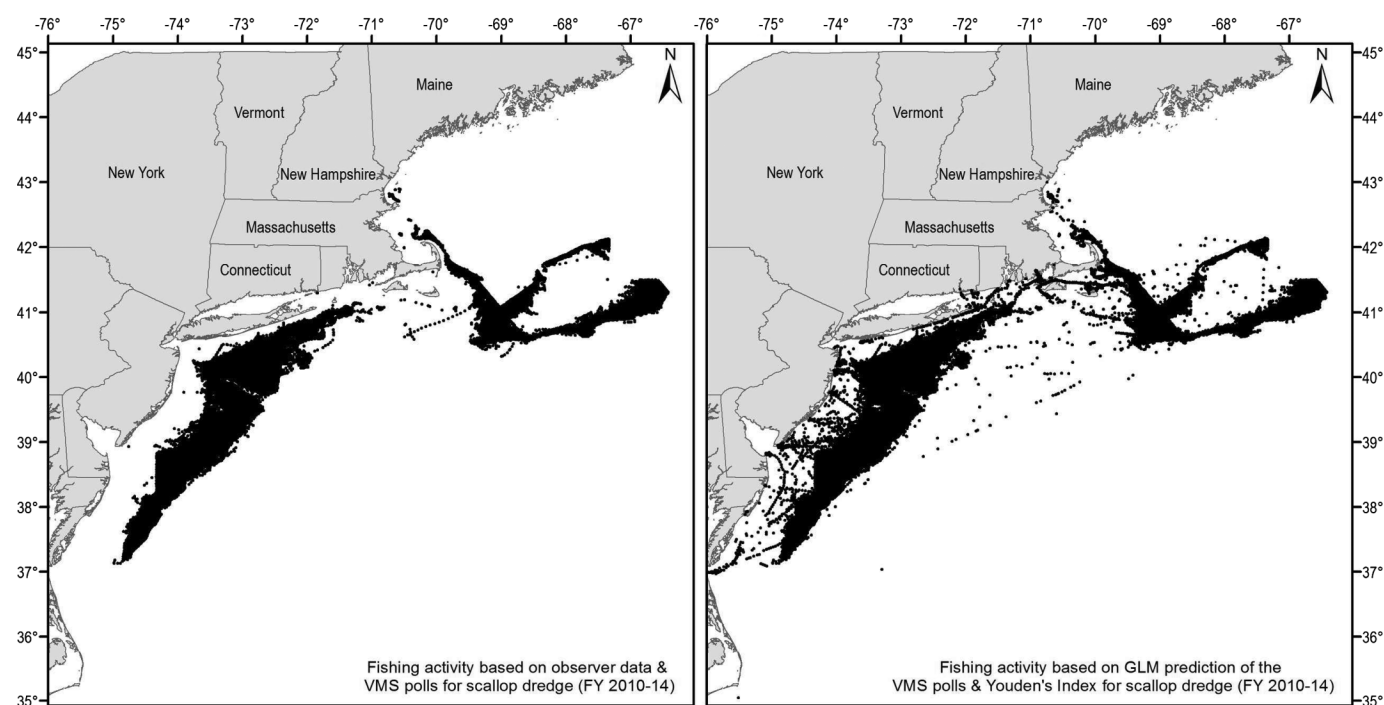 -76 -75 -74 -73 -72 -71 -70 -69 -68 -67
-76 -75 -74 -73 -72 -71 -70 -69 -68 -67
45°
44°
43°
42°
41°
40°
39°
38°
37°
36°
35°
N
Maine
Vermont
New York
New Hampshire
Massachusetts
Connecticut
Fishing activity based on observer data &
VMS polls for scallop dredge (FY 2010-14)
N
Maine
Vermont
New York
New Hampshire
Massachusetts
Connecticut
Fishing activity based on GLM prediction of the
VMS polls & Youden's Index for scallop dredge (FY 2010-14)
45°
44°
43°
42°
41°
40°
39°
38°
37°
36°
35°